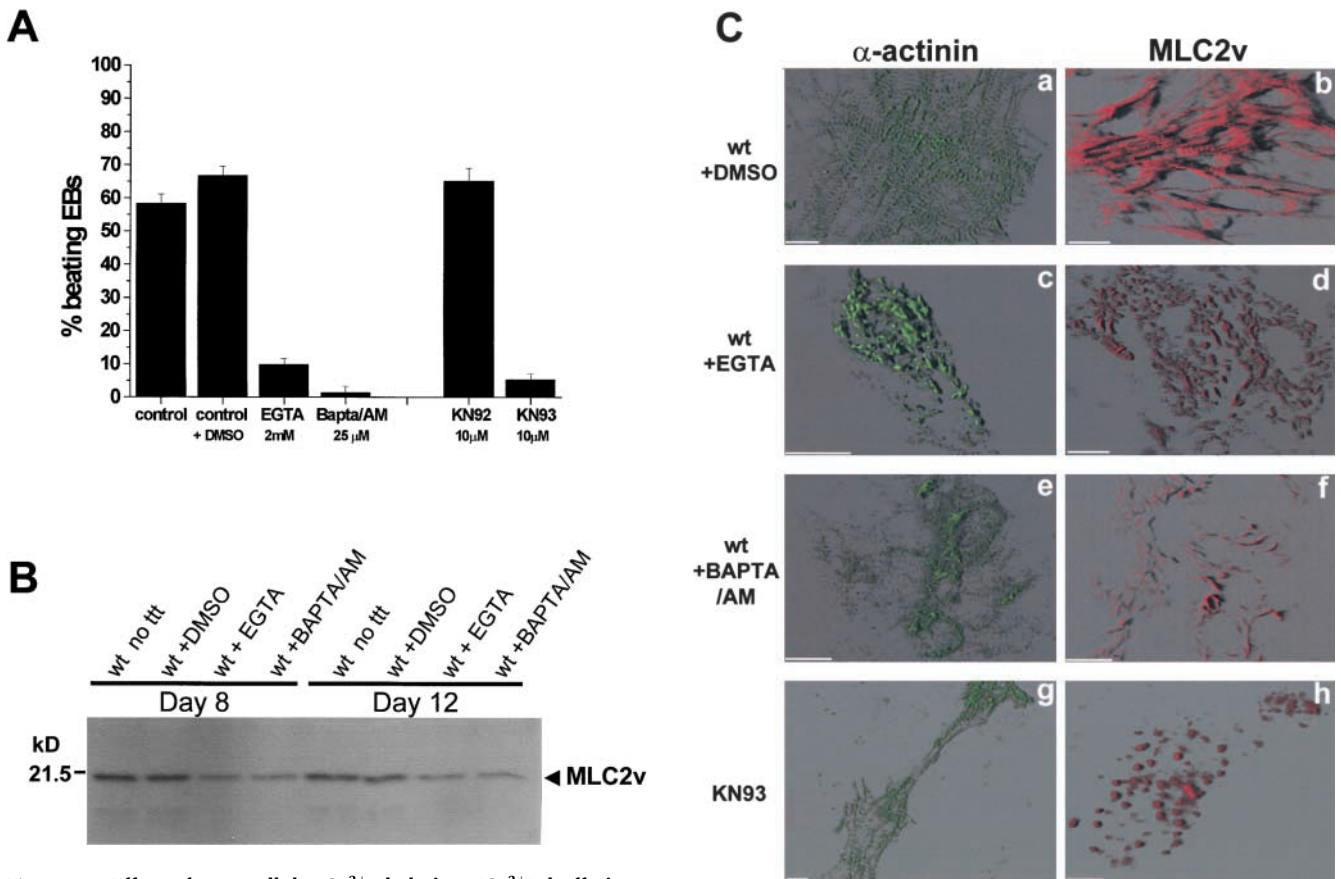 A
100
90
80
70
60
50
40
30
20
10
0
% beating EBs
control
control
+ DMSO
EGTA
2mM
Bapta/AM
25 µM
KN92
10µM
KN93
10µM
B
wt no ttt
wt +DMSO
wt + EGTA
wt +BAPTA/AM
wt no ttt
wt +DMSO
wt + EGTA
wt +BAPTA/AM
Day 8
Day 12
kD
21.5
MLC2v
C
α-actinin
MLC2v
wt
+DMSO
a
b
wt
+EGTA
c
d
wt
+BAPTA
/AM
e
f
KN93
g
h